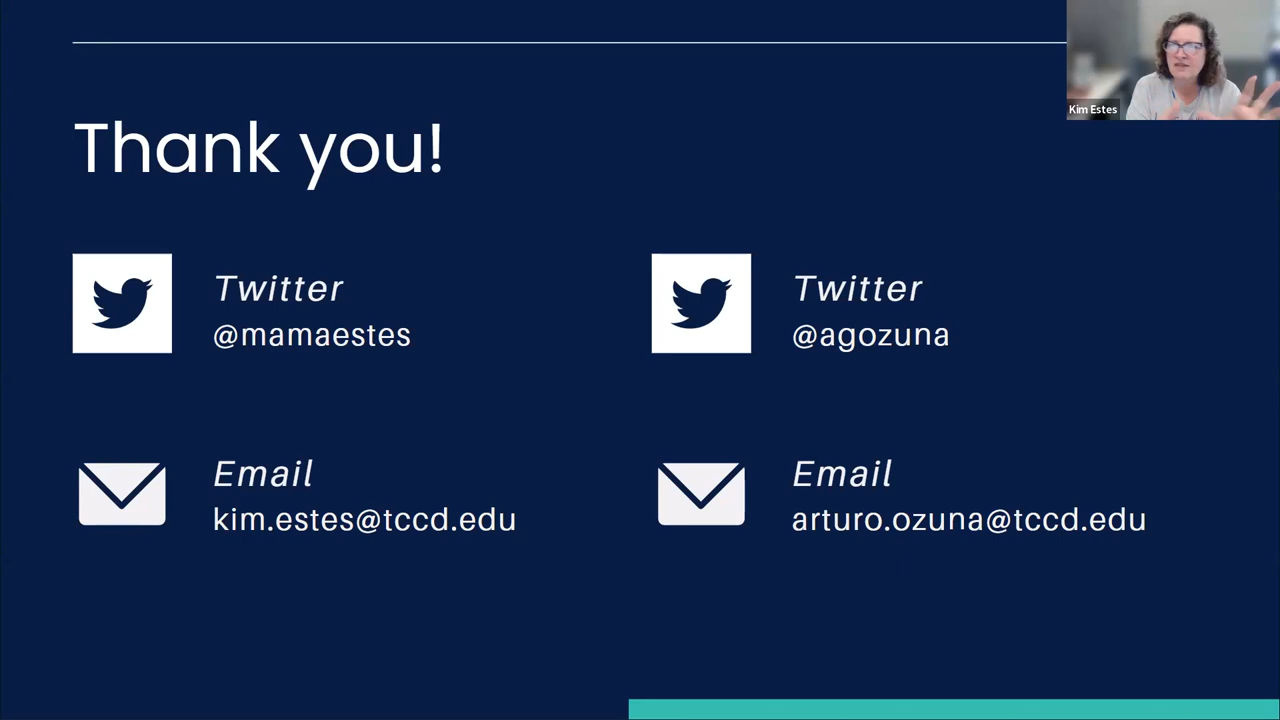 Kim Estes
Thank you!
Twitter
@mamaestes
Twitter
@agozuna
Email
kim.estes@tccd.edu
Email
arturo.ozuna@tccd.edu